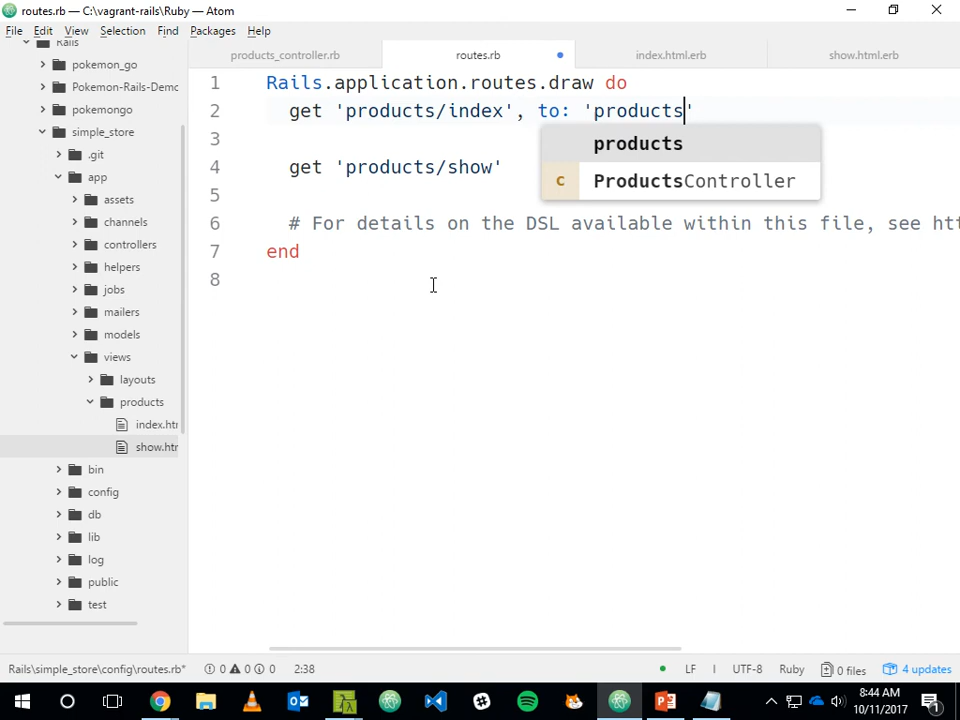 routes.rb — C:\vagrant-rails\Ruby — Atom
File Edit View Selection Find Packages Help
Rails
pokemon_go
Pokemon-Rails-Demo
pokemongo
simple_store
.git
app
assets
channels
controllers
helpers
jobs
mailers
models
views
layouts
products
index.htm
show.htm
bin
config
db
lib
log
public
test
products_controller.rb routes.rb index.html.erb show.html.erb
1 Rails.application.routes.draw do
2 get 'products/index', to: 'products'
products
c ProductsController
3
4 get 'products/show'
5
6 # For details on the DSL available within this file, see htt
7 end
8
Rails\simple_store\config\routes.rb* 0 0 0 2:38 LF UTF-8 Ruby 0 files 4 updates
8:44 AM
10/11/2017
1